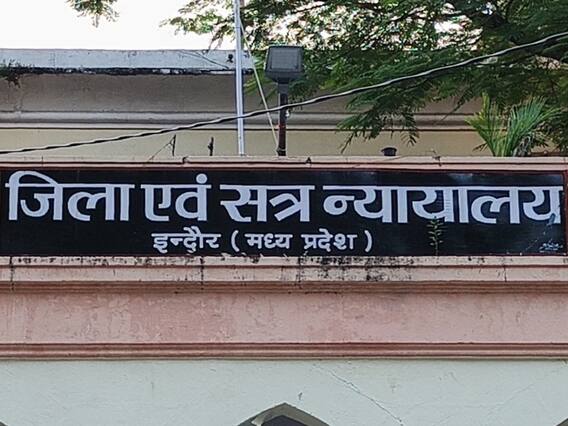 जिला एवं सत्र न्यायालय
इन्दौर ( मध्य प्रदेश )